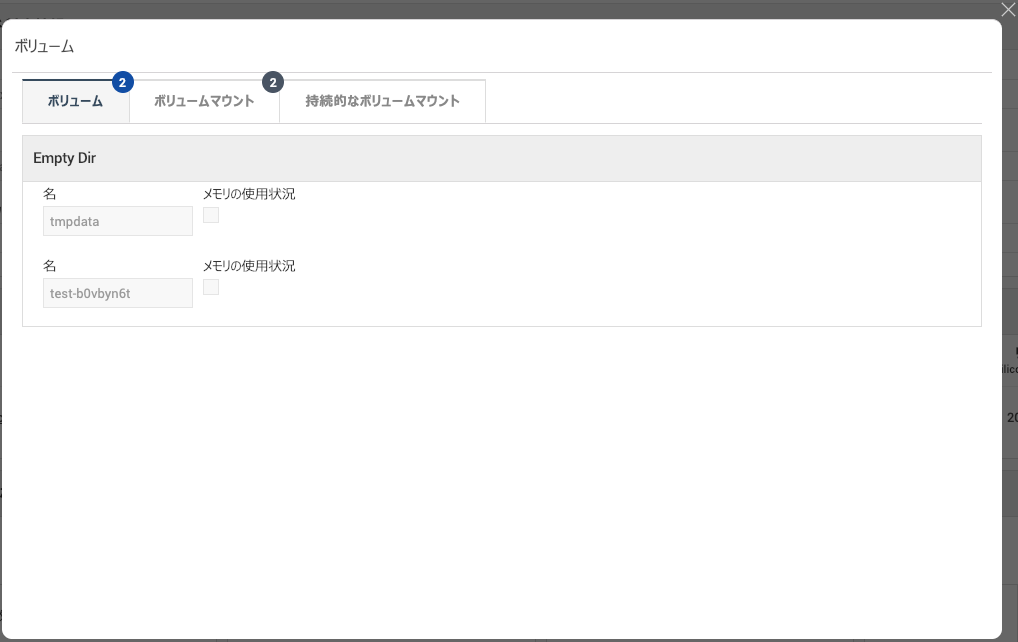 ボリューム
ボリューム 2
ボリュームマウント 2
持続的なボリュームマウント
Empty Dir
名 メモリの使用状況
tmpdata
名 メモリの使用状況
test-b0vbyn6t